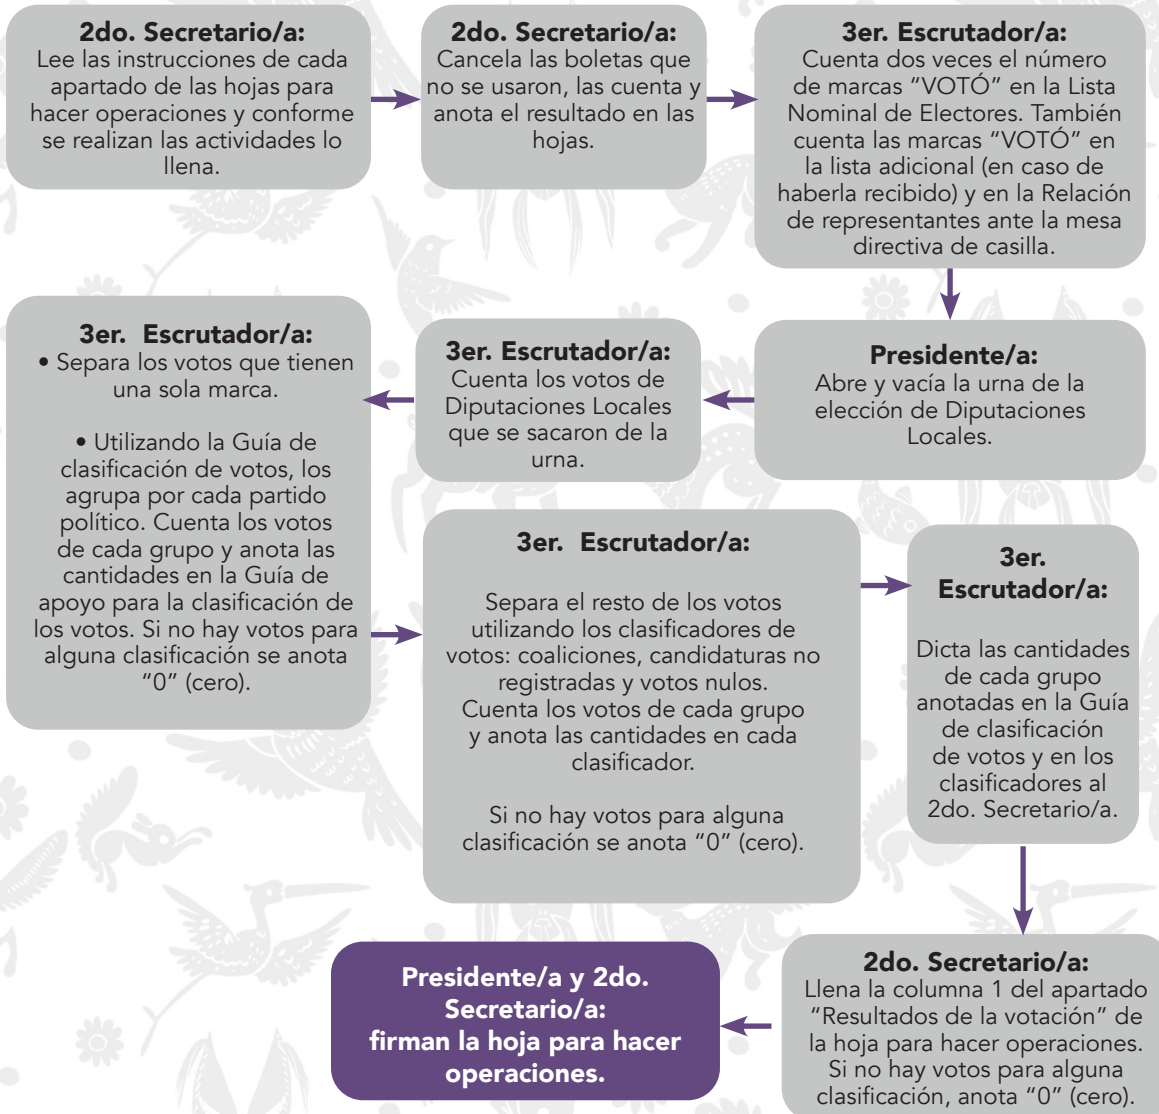 2do. Secretario/a:
Lee las instrucciones de cada
apartado de las hojas para
hacer operaciones y conforme
se realizan las actividades lo
llena.
2do. Secretario/a:
Cancela las boletas que
no se usaron, las cuenta y
anota el resultado en las
hojas.
3er. Escrutador/a:
Cuenta dos veces el número
de marcas “VOTÓ” en la Lista
Nominal de Electores. También
cuenta las marcas “VOTÓ” en
la lista adicional (en caso de
haberla recibido) y en la Relación
de representantes ante la mesa
directiva de casilla.
Presidente/a:
Abre y vacía la urna de la
elección de Diputaciones
Locales.
3er. Escrutador/a:
Cuenta los votos de
Diputaciones Locales
que se sacaron de la
urna.
3er. Escrutador/a:
• Separa los votos que tienen
una sola marca.
• Utilizando la Guía de
clasificación de votos, los
agrupa por cada partido
político. Cuenta los votos
de cada grupo y anota las
cantidades en la Guía de
apoyo para la clasificación de
los votos. Si no hay votos para
alguna clasificación se anota
“0” (cero).
3er. Escrutador/a:
Separa el resto de los votos
utilizando los clasificadores de
votos: coaliciones, candidaturas no
registradas y votos nulos.
Cuenta los votos de cada grupo
y anota las cantidades en cada
clasificador.
Si no hay votos para alguna
clasificación se anota “0” (cero).
3er.
Escrutador/a:
Dicta las cantidades
de cada grupo
anotadas en la Guía
de clasificación
de votos y en los
clasificadores al
2do. Secretario/a.
2do. Secretario/a:
Llena la columna 1 del apartado
“Resultados de la votación” de
la hoja para hacer operaciones.
Si no hay votos para alguna
clasificación, anota “0” (cero).
Presidente/a y 2do.
Secretario/a:
firman la hoja para hacer
operaciones.